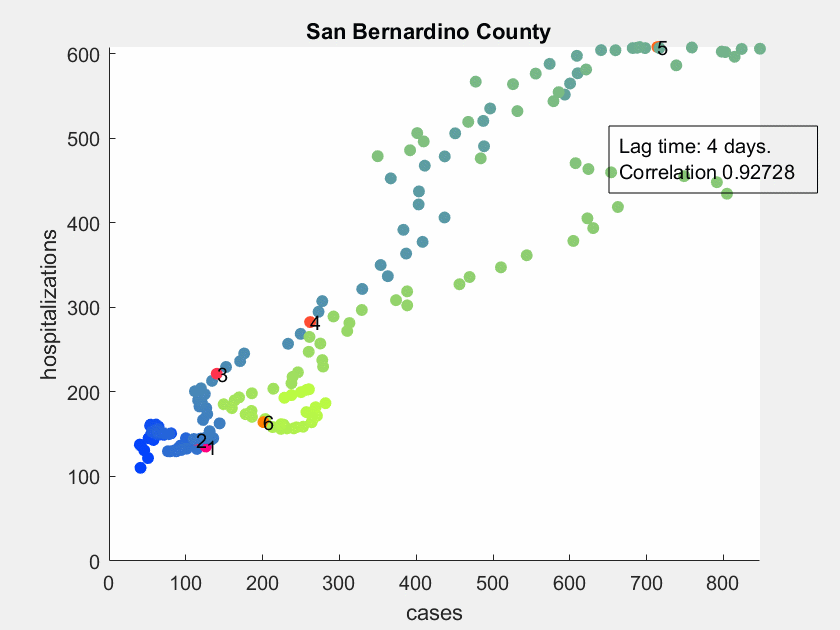 San Bernardino County
600
500
400
300
200
100
0
hospitalizations
Lag time: 4 days.
Correlation 0.92728
5
4
3
6
2
1
0 100 200 300 400 500 600 700 800
cases